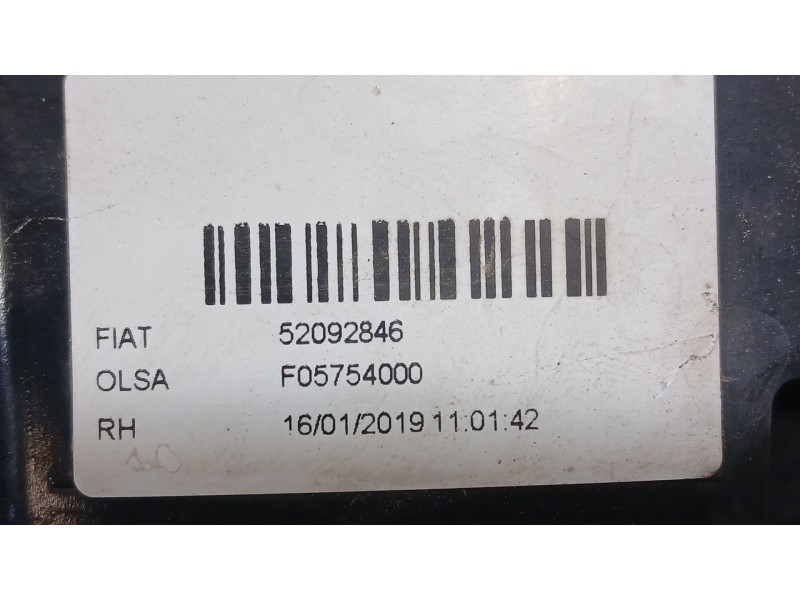 FIAT 52092846
OLSA F05754000
RH 16/01/2019 11:01:42